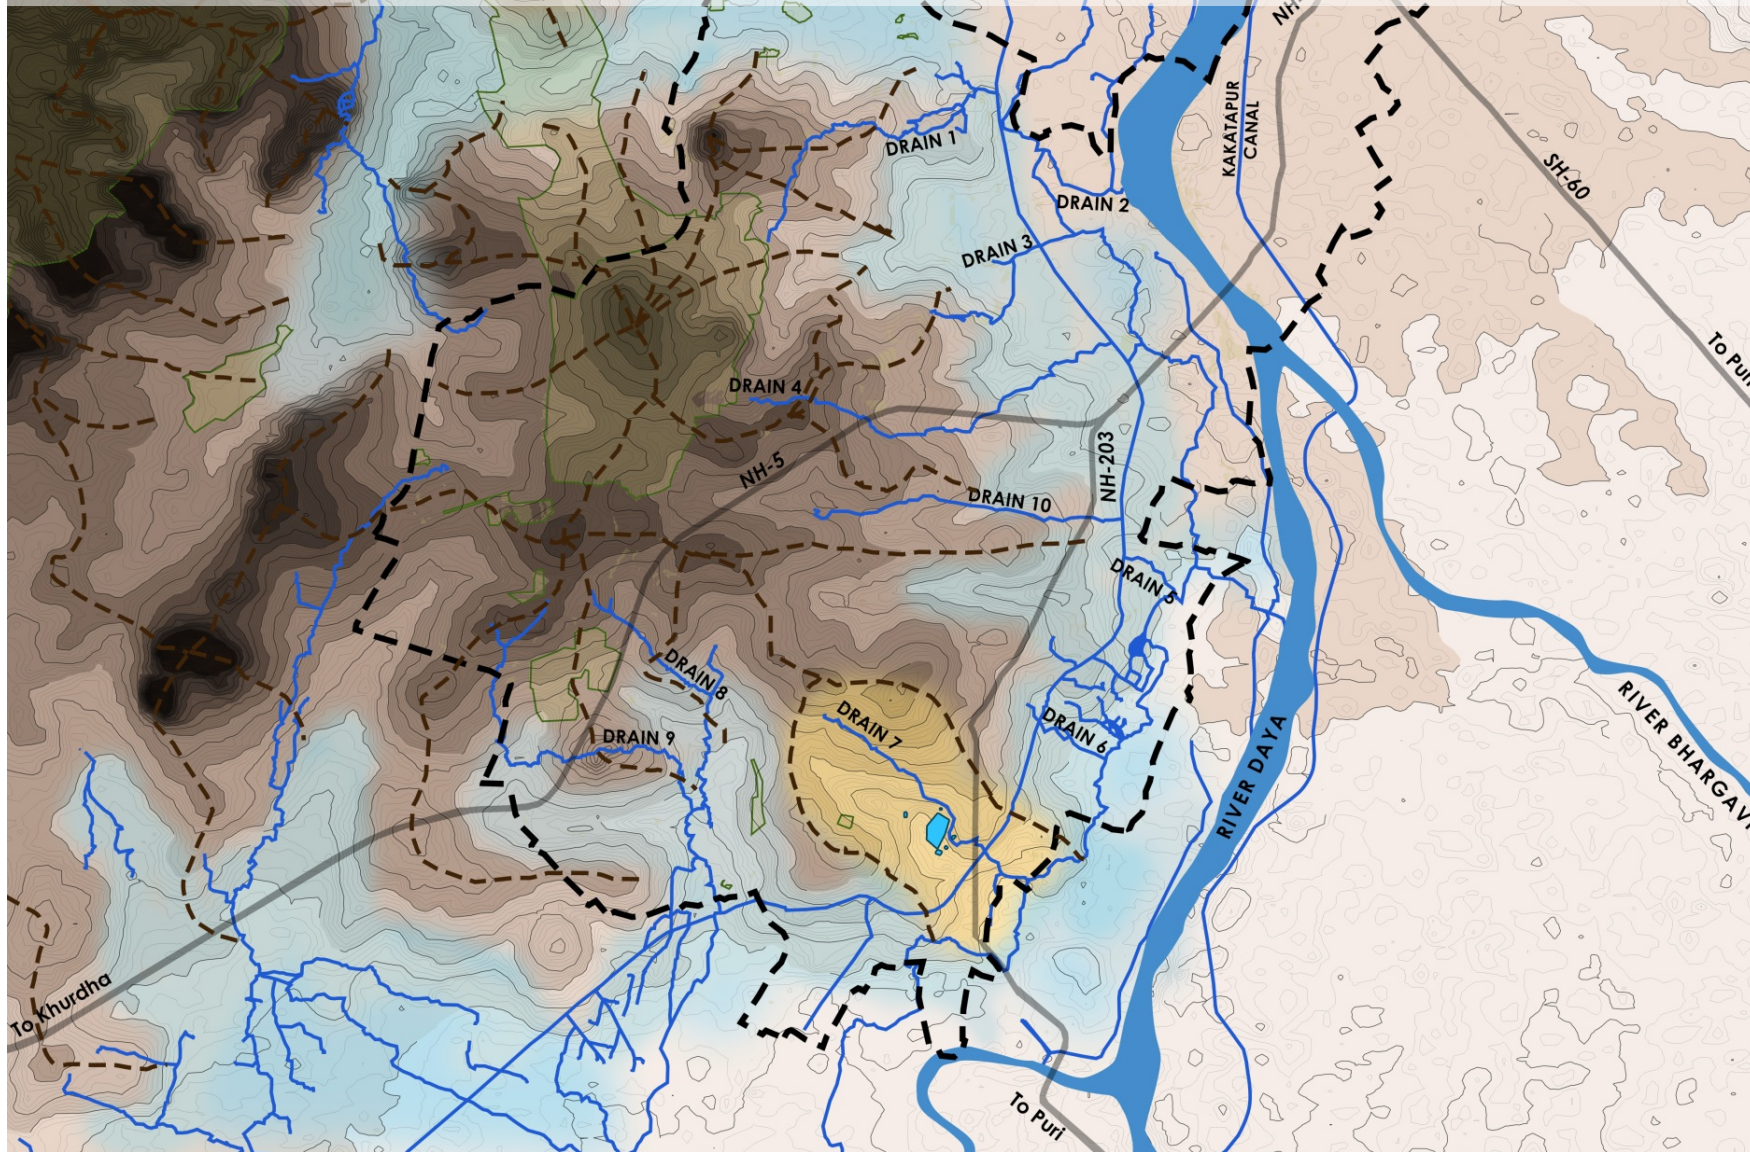 NH-
KAKATAPUR
CANAL
DRAIN 1
SH-60
DRAIN 2
DRAIN 3
To Puri
DRAIN 4
NH-5
NH-203
DRAIN 10
DRAIN 5
DRAIN 8
RIVER BHARGAVI
DRAIN 7
DRAIN 6
DRAIN 9
RIVER DAYA
To Khurdha
To Puri